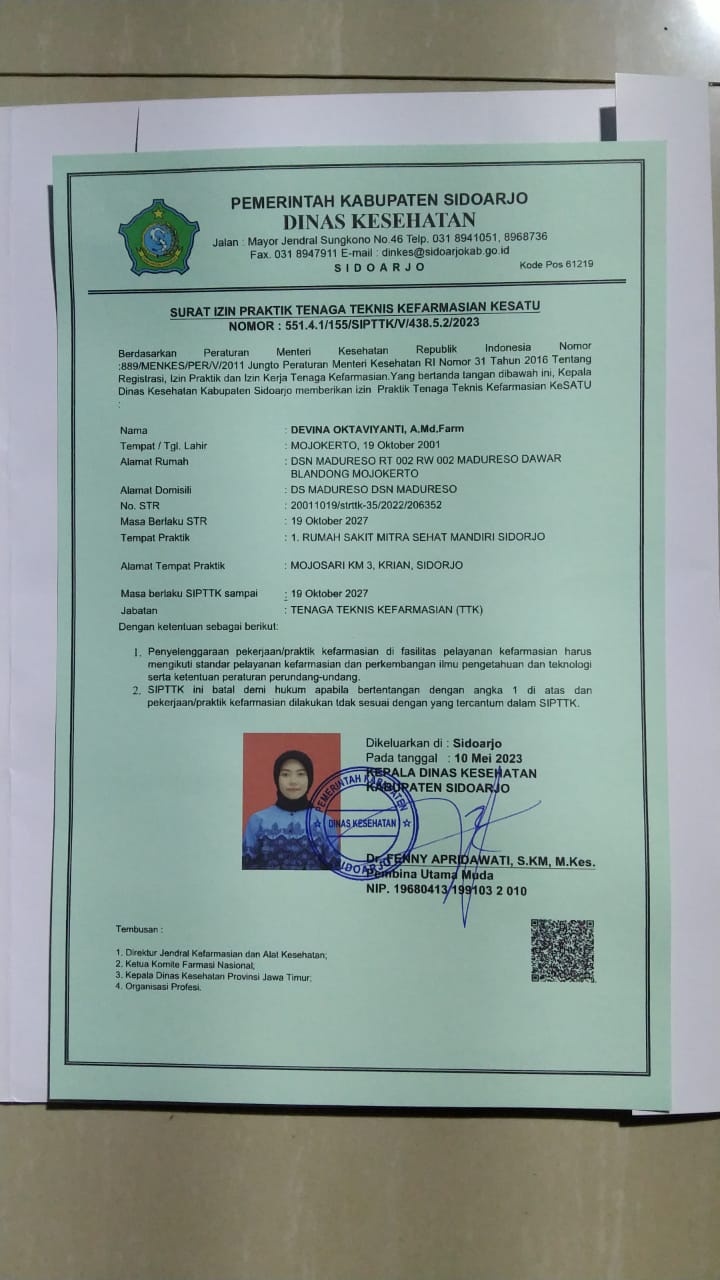 PEMERINTAH KABUPATEN SIDOARJO
DINAS KESEHATAN
Jalan : Mayor Jendral Sungkono No.46 Telp. 031 8941051, 8968736
Fax. 031 8947911 E-mail : dinkes@sidoarjokab.go.id
S I D O A R J O
Kode Pos 61219
SURAT IZIN PRAKTIK TENAGA TEKNIS KEFARMASIAN KESATU
NOMOR : 551.4.1/155/SIPTTK/V/438.5.2/2023
Berdasarkan Peraturan Menteri Kesehatan Republik Indonesia Nomor
:889/MENKES/PER/V/2011 Jungto Peraturan Menteri Kesehatan RI Nomor 31 Tahun 2016 Tentang
Registrasi, Izin Praktik dan Izin Kerja Tenaga Kefarmasian.Yang bertanda tangan dibawah ini, Kepala
Dinas Kesehatan Kabupaten Sidoarjo memberikan izin Praktik Tenaga Teknis Kefarmasian KeSATU
:
Nama : DEVINA OKTAVIYANTI, A.Md.Farm
Tempat / Tgl. Lahir : MOJOKERTO, 19 Oktober 2001
Alamat Rumah : DSN MADURESO RT 002 RW 002 MADURESO DAWAR
BLANDONG MOJOKERTO
Alamat Domisili : DS MADURESO DSN MADURESO
No. STR : 20011019/strttk-35/2022/206352
Masa Berlaku STR : 19 Oktober 2027
Tempat Praktik : 1. RUMAH SAKIT MITRA SEHAT MANDIRI SIDORJO
Alamat Tempat Praktik : MOJOSARI KM 3, KRIAN, SIDORJO
Masa berlaku SIPTTK sampai : 19 Oktober 2027
Jabatan : TENAGA TEKNIS KEFARMASIAN (TTK)
Dengan ketentuan sebagai berikut:
1. Penyelenggaraan pekerjaan/praktik kefarmasian di fasilitas pelayanan kefarmasian harus
mengikuti standar pelayanan kefarmasian dan perkembangan ilmu pengetahuan dan teknologi
serta ketentuan peraturan perundang-undang.
2. SIPTTK ini batal demi hukum apabila bertentangan dengan angka 1 di atas dan
pekerjaan/praktik kefarmasian dilakukan tdak sesuai dengan yang tercantum dalam SIPTTK.
Dikeluarkan di : Sidoarjo
Pada tanggal : 10 Mei 2023
KEPALA DINAS KESEHATAN
KABUPATEN SIDOARJO
PEMERINTAH KABUPATEN
DINAS KESEHATAN
SIDOARJO
Dr. FENNY APRIDAWATI, S.KM, M.Kes.
Pembina Utama Muda
NIP. 19680413 199103 2 010
Tembusan :
1. Direktur Jendral Kefarmasian dan Alat Kesehatan;
2. Ketua Komite Farmasi Nasional;
3. Kepala Dinas Kesehatan Provinsi Jawa Timur;
4. Organisasi Profesi.